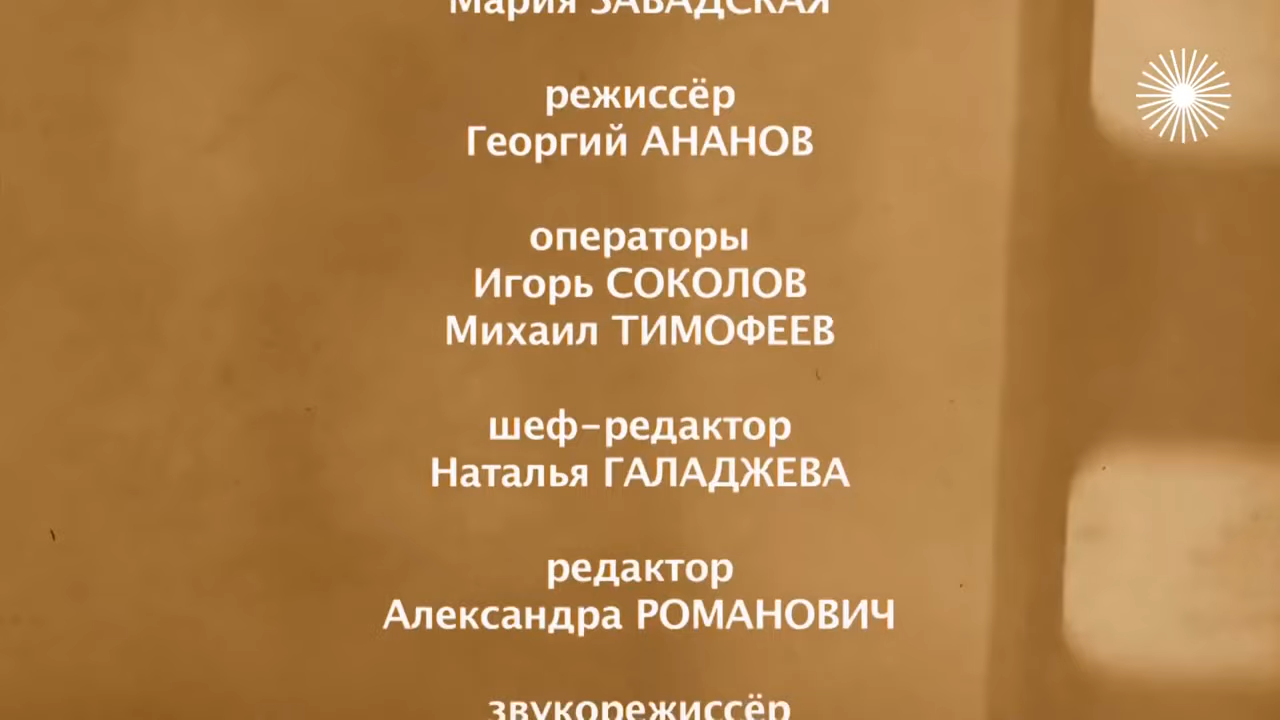 Мария ЗАВАДСКАЯ
режиссёр
Георгий АНАНОВ
операторы
Игорь СОКОЛОВ
Михаил ТИМОФЕЕВ
шеф-редактор
Наталья ГАЛАДЖЕВА
редактор
Александра РОМАНОВИЧ
звукорежиссёр